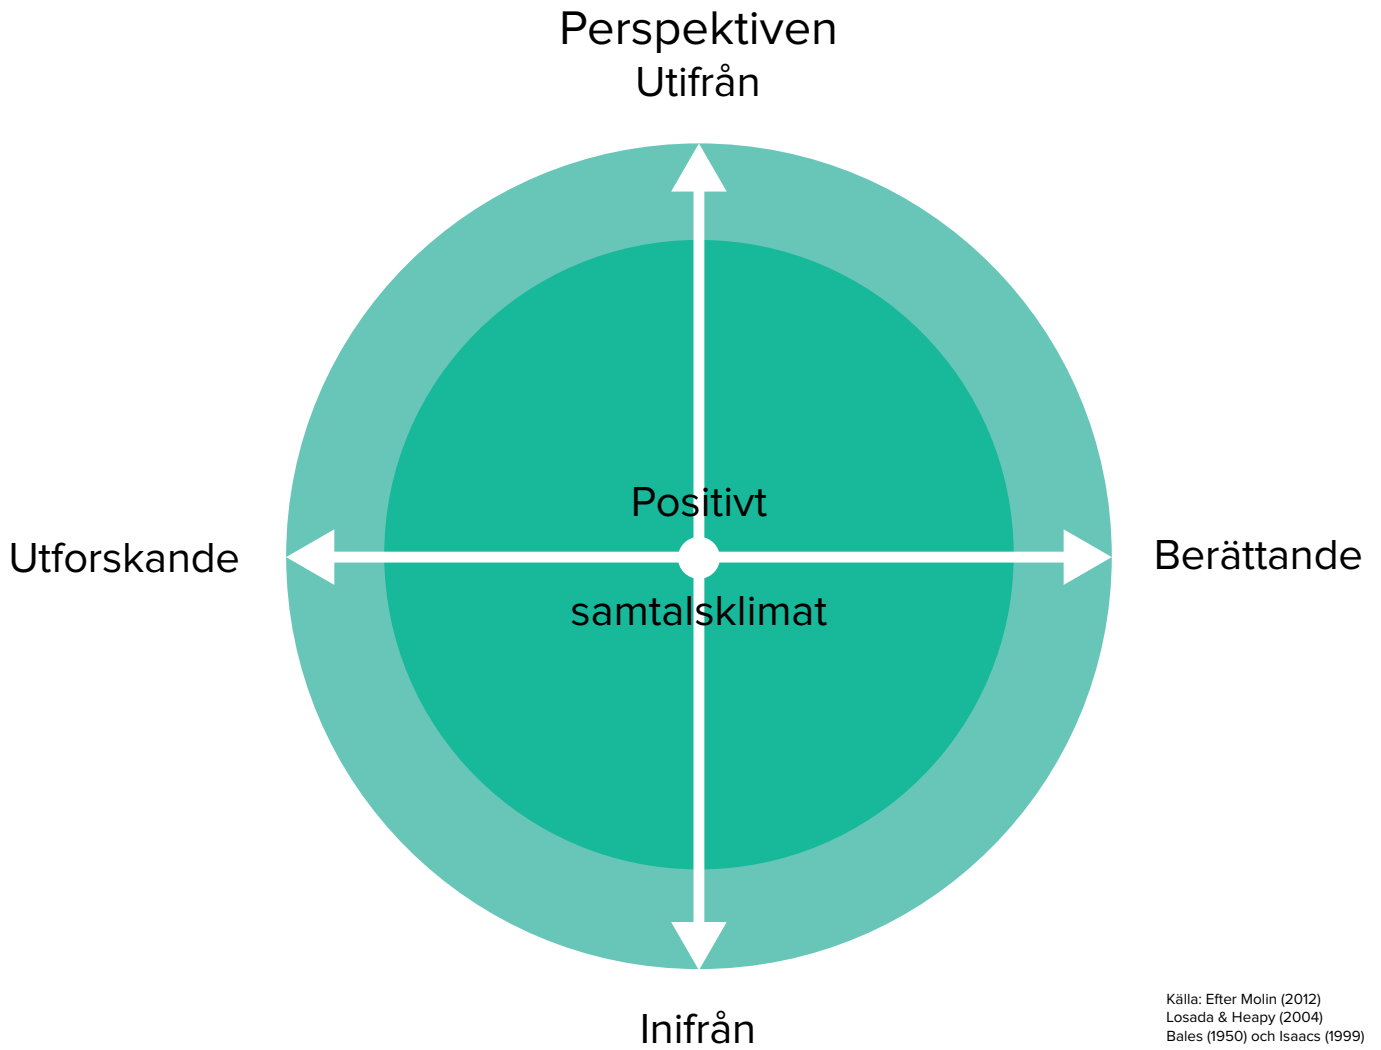 Perspektiven
Utifrån
Positivt
Utforskande
Berättande
samtalsklimat
Inifrån
Källa: Efter Molin (2012)
Losada & Heapy (2004)
Bales (1950) och Isaacs (1999)